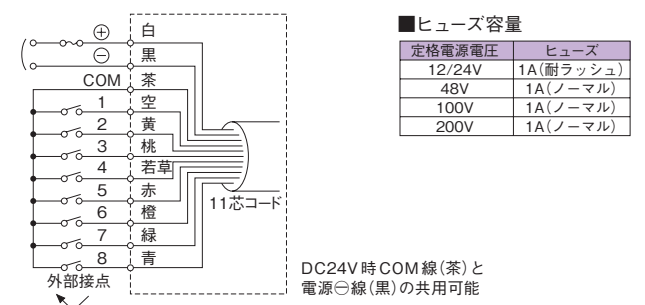 ⊕ 白
⊖ 黒
COM 茶
1 空
2 黄
3 桃
4 若草
5 赤
6 橙
7 緑
8 青
外部接点
11芯コード
■ヒューズ容量
定格電源電圧 ヒューズ
12/24V 1A(耐ラッシュ)
48V 1A(ノーマル)
100V 1A(ノーマル)
200V 1A(ノーマル)
DC24V時COM線(茶)と
電源⊖線(黒)の共用可能